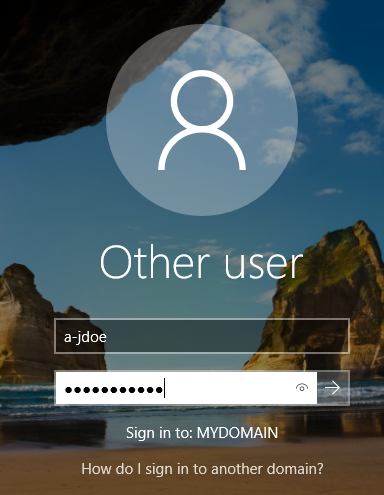 Other user
a-jdoe
●●●●●●●●●●●
Sign in to: MYDOMAIN
How do I sign in to another domain?